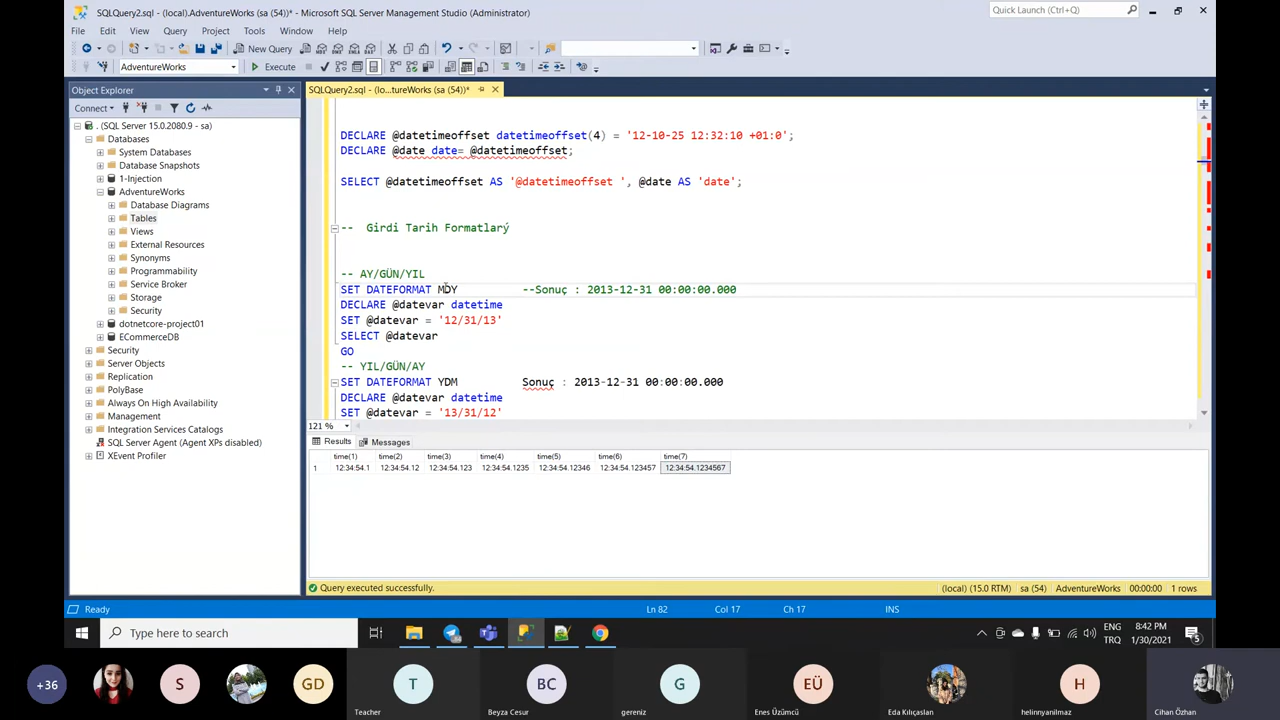 SQLQuery2.sql - (local).AdventureWorks (sa (54))* - Microsoft SQL Server Management Studio (Administrator)
Quick Launch (Ctrl+Q)
File Edit View Query Project Tools Window Help
New Query
AdventureWorks Execute
Object Explorer
SQLQuery2.sql - (lo...tureWorks (sa (54))*
Connect
. (SQL Server 15.0.2080.9 - sa)
Databases
System Databases
Database Snapshots
1-Injection
AdventureWorks
Database Diagrams
Tables
Views
External Resources
Synonyms
Programmability
Service Broker
Storage
Security
dotnetcore-project01
ECommerceDB
Security
Server Objects
Replication
PolyBase
Always On High Availability
Management
Integration Services Catalogs
SQL Server Agent (Agent XPs disabled)
XEvent Profiler
DECLARE @datetimeoffset datetimeoffset(4) = '12-10-25 12:32:10 +01:0';
DECLARE @date date= @datetimeoffset;
SELECT @datetimeoffset AS '@datetimeoffset ', @date AS 'date';
-- Girdi Tarih Formatlarý
-- AY/GÜN/YIL
SET DATEFORMAT MDY --Sonuç : 2013-12-31 00:00:00.000
DECLARE @datevar datetime
SET @datevar = '12/31/13'
SELECT @datevar
GO
-- YIL/GÜN/AY
SET DATEFORMAT YDM Sonuç : 2013-12-31 00:00:00.000
DECLARE @datevar datetime
SET @datevar = '13/31/12'
121 %
Results Messages
time(1) time(2) time(3) time(4) time(5) time(6) time(7)
1 12:34:54.1 12:34:54.12 12:34:54.123 12:34:54.1235 12:34:54.12346 12:34:54.123457 12:34:54.1234567
Query executed successfully.
(local) (15.0 RTM) sa (54) AdventureWorks 00:00:00 1 rows
Ready
Ln 82 Col 17 Ch 17 INS
Type here to search
ENG
TRQ
8:42 PM
1/30/2021
5
+36 S GD T BC G EÜ H
Teacher Beyza Cesur gereniz Enes Üzümcü Eda Kılıçaslan helinnyanilmaz Cihan Özhan